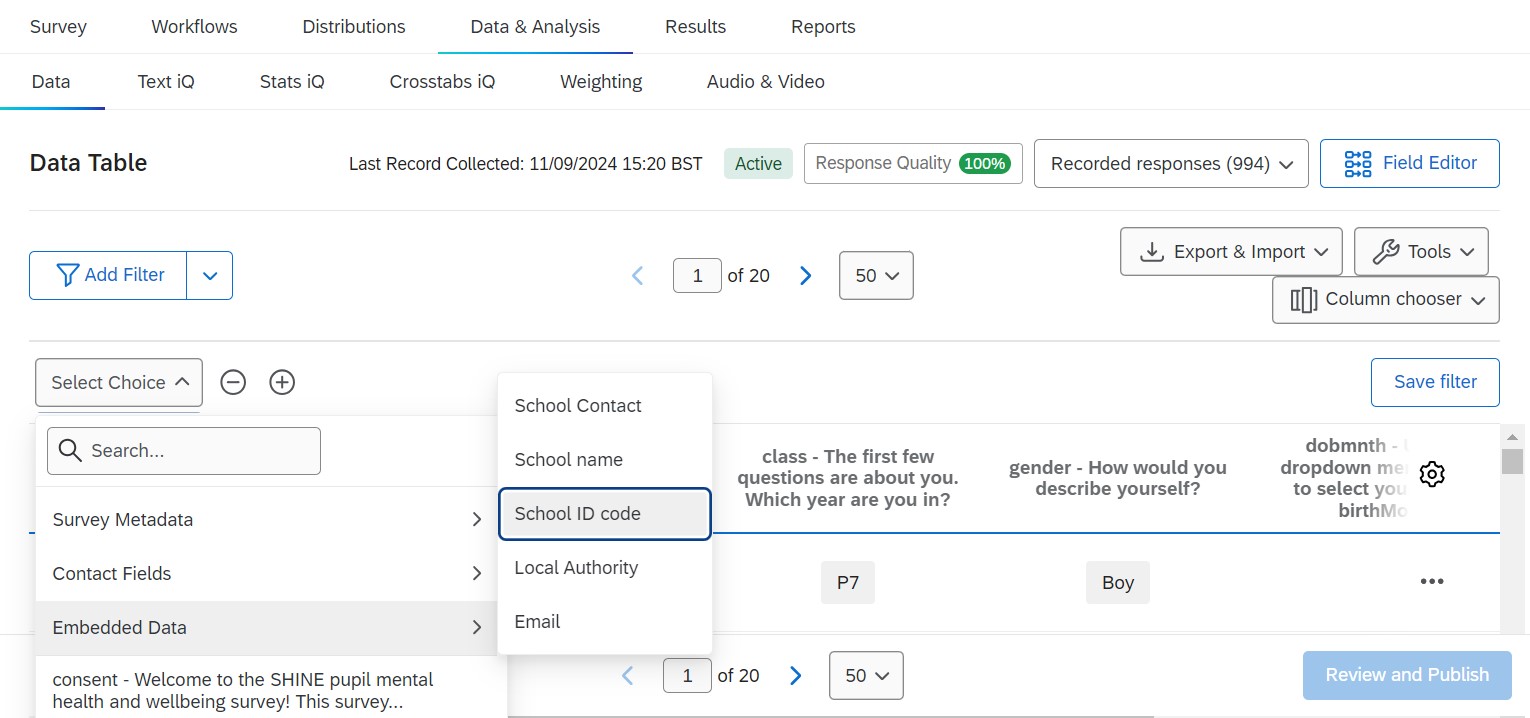 Survey Workflows Distributions Data & Analysis Results Reports
Data Text iQ Stats iQ Crosstabs iQ Weighting Audio & Video
Data Table Last Record Collected: 11/09/2024 15:20 BST Active Response Quality 100% Recorded responses (994) Field Editor
Add Filter 1 of 20 50 Export & Import Tools
Column chooser
Select Choice Save filter
Search...
Survey Metadata
Contact Fields
Embedded Data
consent - Welcome to the SHINE pupil mental
health and wellbeing survey! This survey...
School Contact
School name
School ID code
Local Authority
Email
class - The first few
questions are about you.
Which year are you in?
gender - How would you
describe yourself?
dobmnth -
dropdown me
to select you
birthMo
P7 Boy
1 of 20 50 Review and Publish